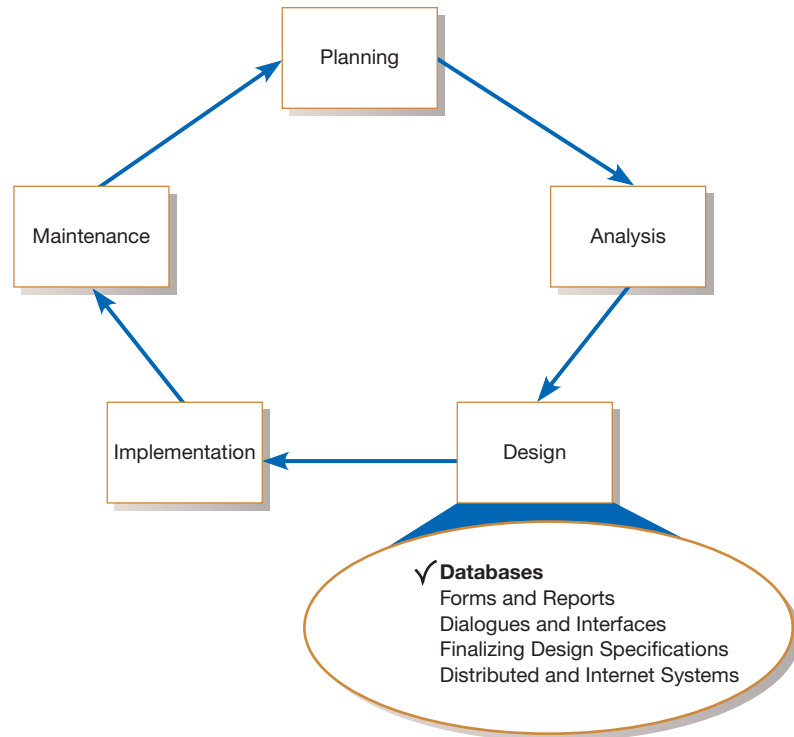 Planning
Maintenance
Analysis
Implementation
Design
✓ Databases
Forms and Reports
Dialogues and Interfaces
Finalizing Design Specifications
Distributed and Internet Systems